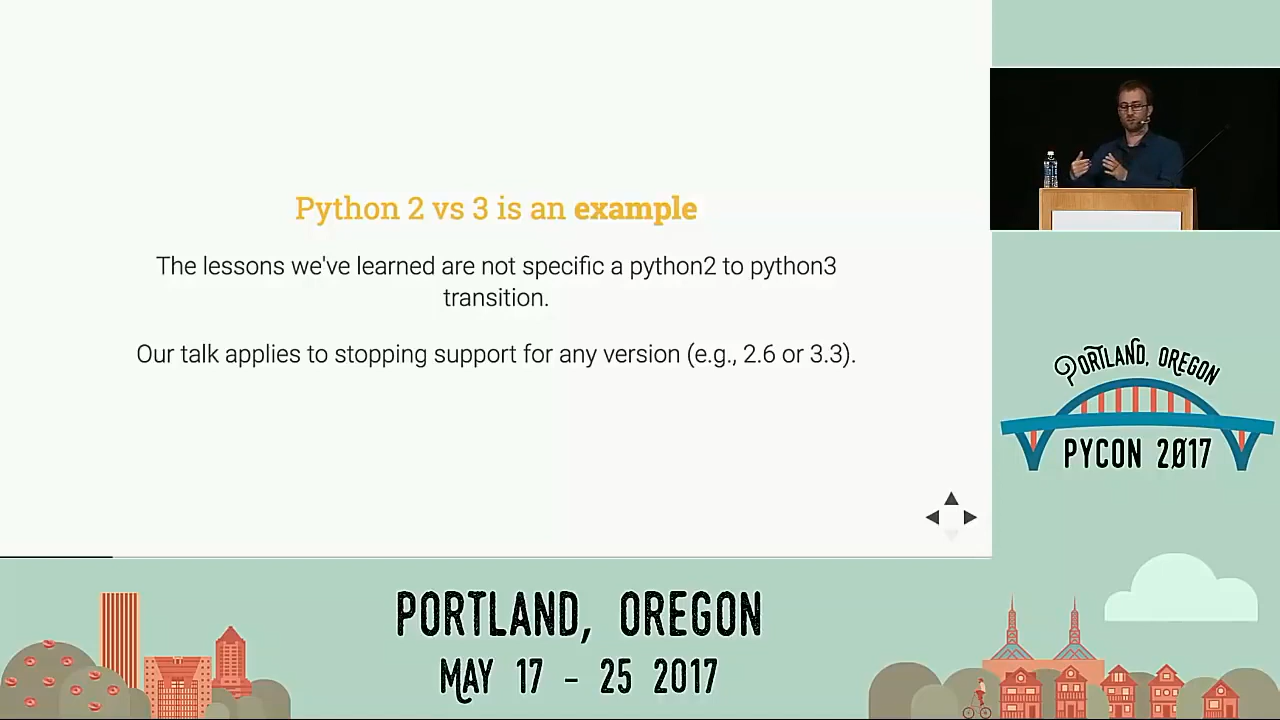 Python 2 vs 3 is an example
The lessons we've learned are not specific a python2 to python3
transition.
Our talk applies to stopping support for any version (e.g., 2.6 or 3.3).
PORTLAND, OREGON
PYCON 2017
PORTLAND, OREGON
MAY 17 - 25 2017